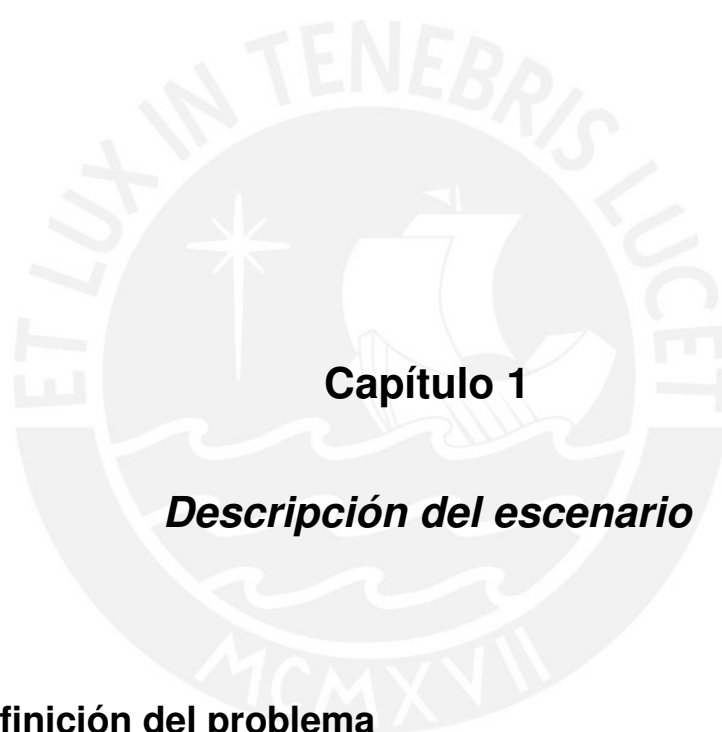 ET LUX IN TENEBRIS LUCET
Capítulo 1
Descripción del escenario
MCMXVII
finición del problema